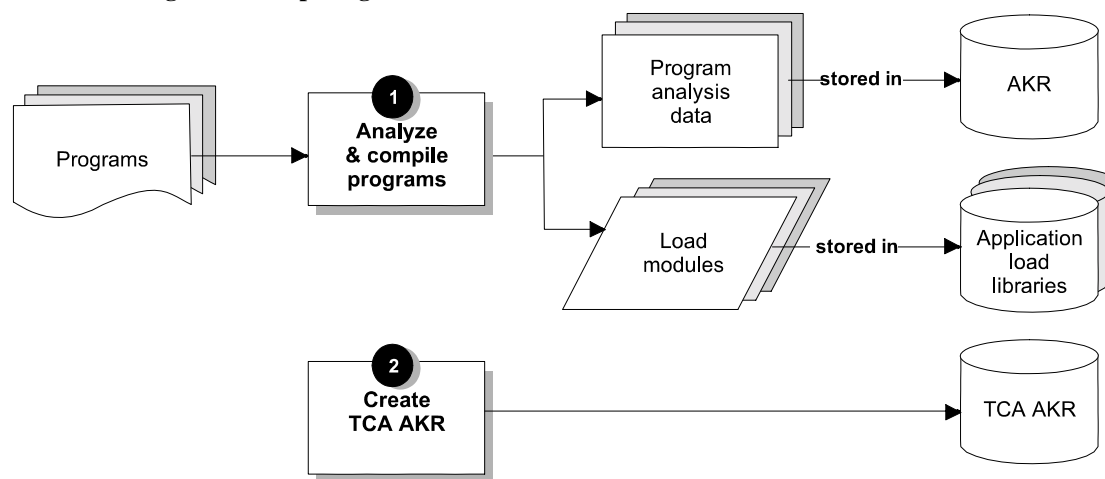 Programs
1
Analyze
& compile
programs
Program
analysis
data
stored in
AKR
Load
modules
stored in
Application
load
libraries
2
Create
TCA AKR
TCA AKR